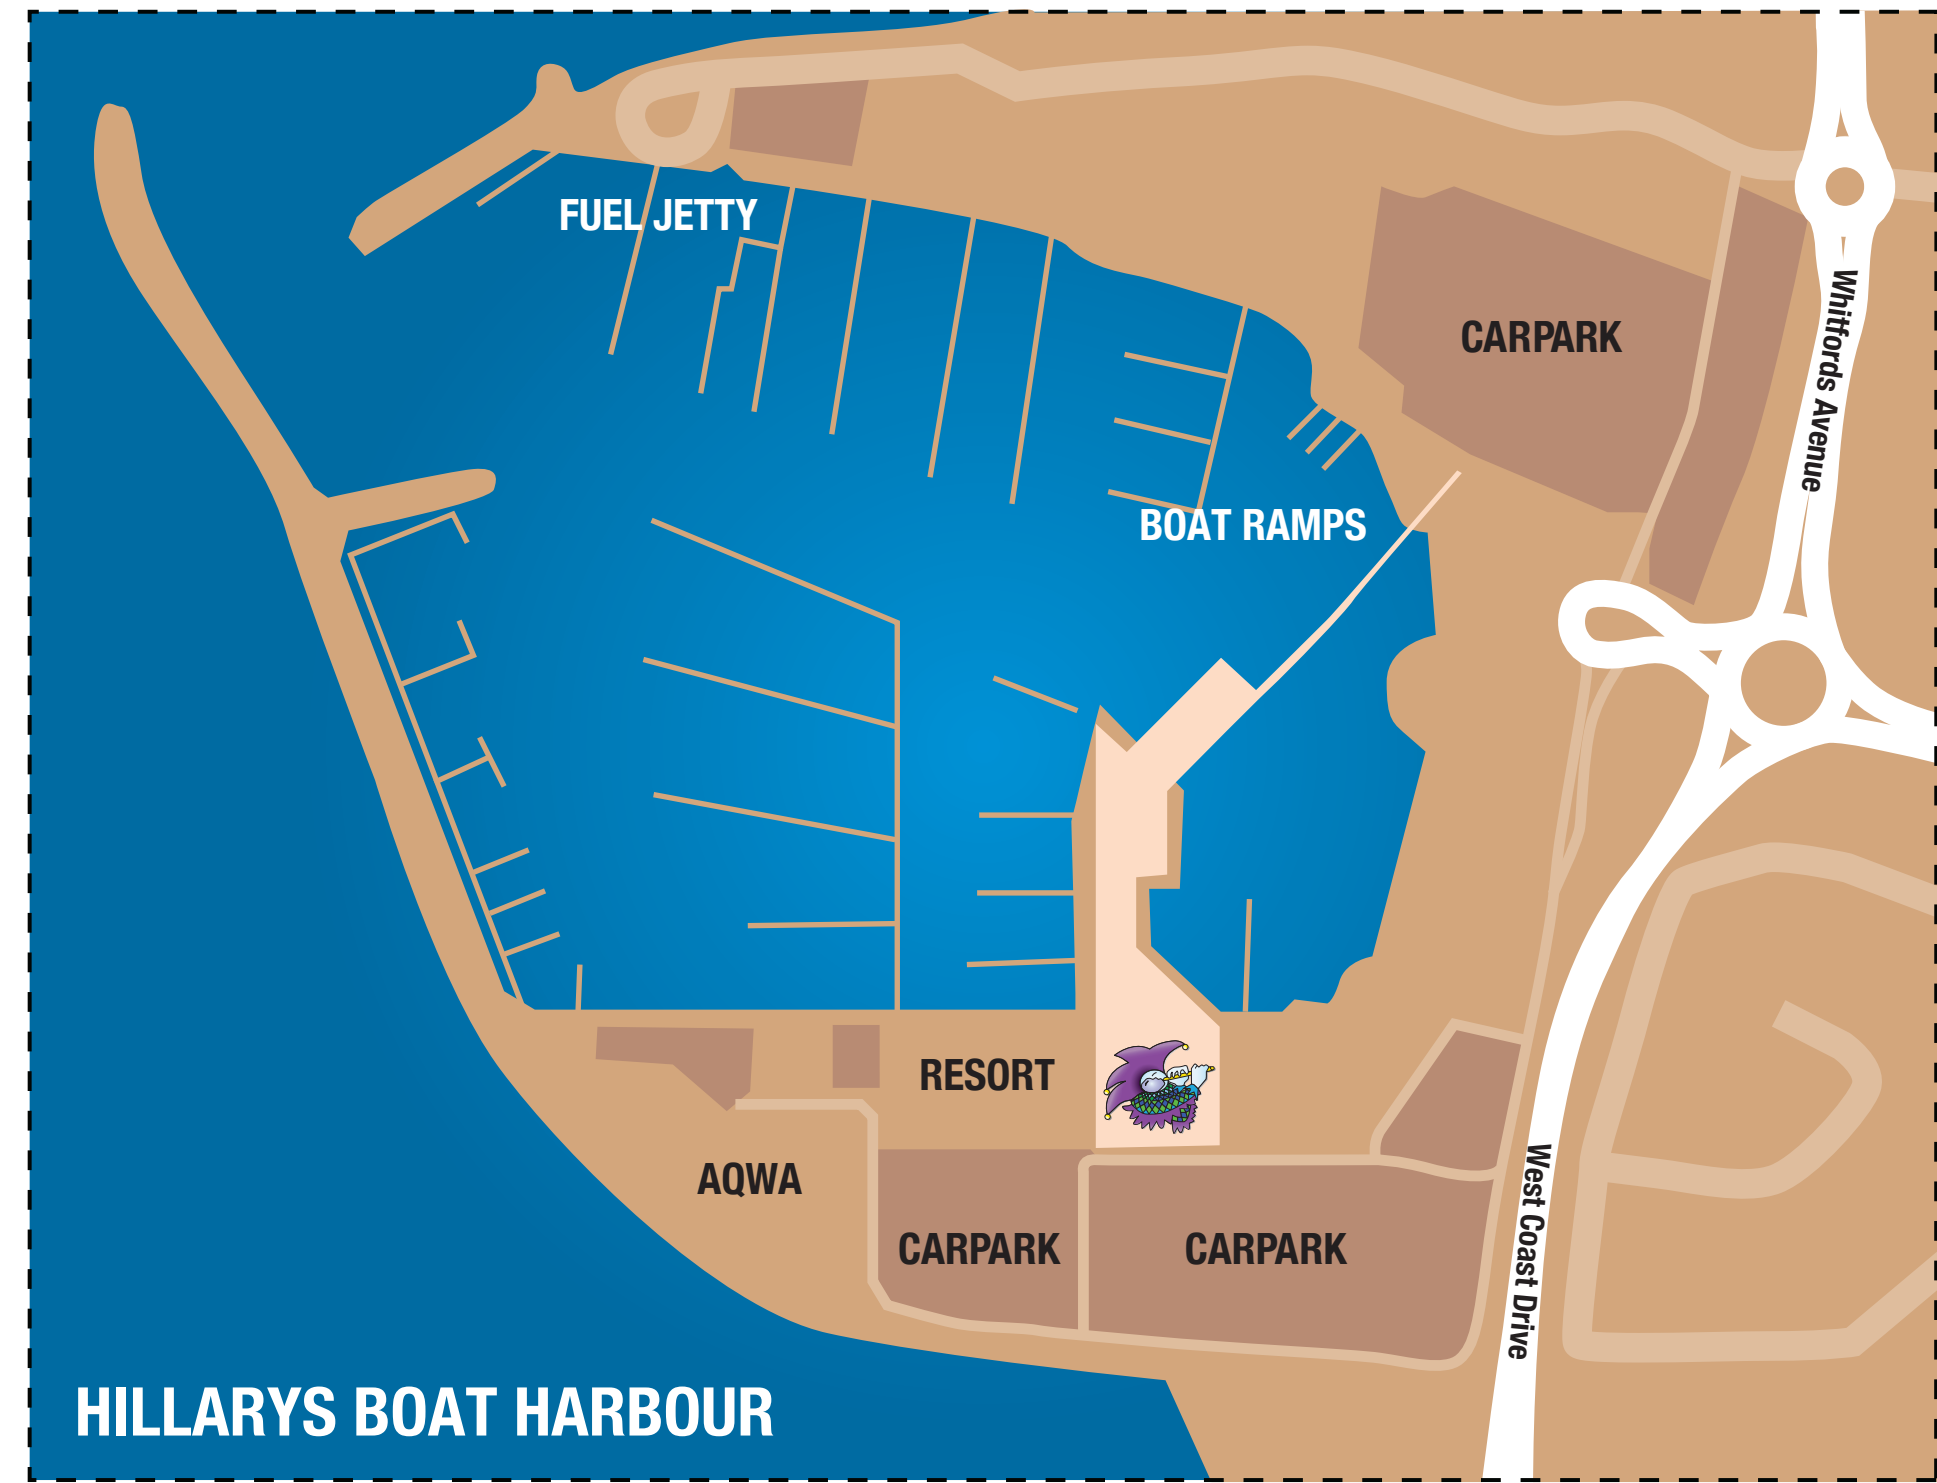 FUEL JETTY
CARPARK
Whitfords Avenue
BOAT RAMPS
RESORT
AQWA
CARPARK
CARPARK
West Coast Drive
HILLARYS BOAT HARBOUR